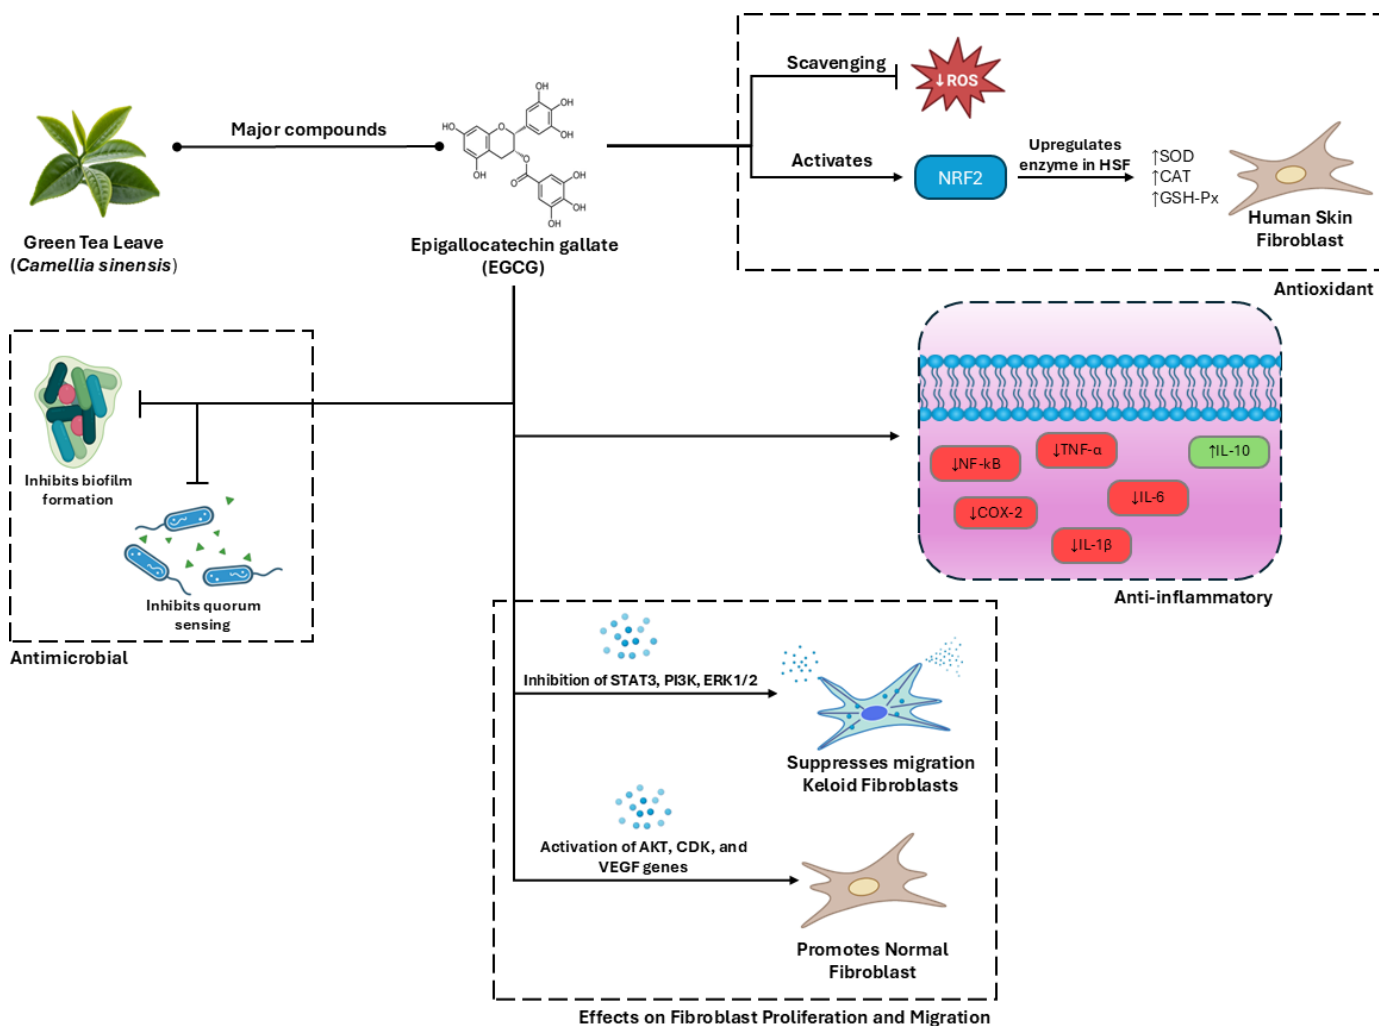 Major compounds
Green Tea Leave
(Camellia sinensis)
OH
OH
OH
HO
O
OH
O
O
OH
OH
OH
Epigallocatechin gallate
(EGCG)
Scavenging
↓ROS
Activates
NRF2
Upregulates
enzyme in HSF
↑SOD
↑CAT
↑GSH-Px
Human Skin
Fibroblast
Antioxidant
Inhibits biofilm
formation
Inhibits quorum
sensing
Antimicrobial
↓NF-kB
↓TNF-α
↑IL-10
↓COX-2
↓IL-6
↓IL-1β
Anti-inflammatory
Inhibition of STAT3, PI3K, ERK1/2
Suppresses migration
Keloid Fibroblasts
Activation of AKT, CDK, and
VEGF genes
Promotes Normal
Fibroblast
Effects on Fibroblast Proliferation and Migration